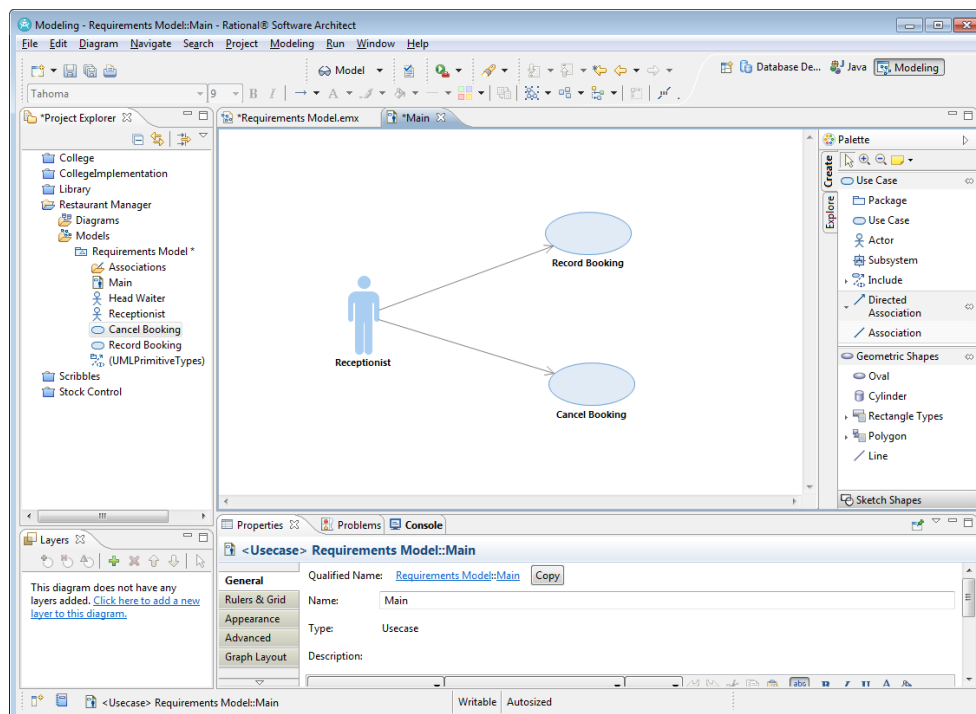 Modeling - Requirements Model::Main - Rational® Software Architect
File Edit Diagram Navigate Search Project Modeling Run Window Help
Model
Database De... Java Modeling
Tahoma 9 B I A
*Project Explorer
College
CollegeImplementation
Library
Restaurant Manager
Diagrams
Models
Requirements Model *
Associations
Main
Head Waiter
Receptionist
Cancel Booking
Record Booking
(UMLPrimitiveTypes)
Scribbles
Stock Control
*Requirements Model.emx *Main
Record Booking
Receptionist
Cancel Booking
Palette
Create
Explore
Use Case
Package
Use Case
Actor
Subsystem
Include
Directed
Association
Association
Geometric Shapes
Oval
Cylinder
Rectangle Types
Polygon
Line
Sketch Shapes
Layers
This diagram does not have any
layers added. Click here to add a new
layer to this diagram.
Properties Problems Console
<Usecase> Requirements Model::Main
General
Rulers & Grid
Appearance
Advanced
Graph Layout
Qualified Name: Requirements Model::Main Copy
Name: Main
Type: Usecase
Description:
abc B I U A
<Usecase> Requirements Model::Main Writable Autosized